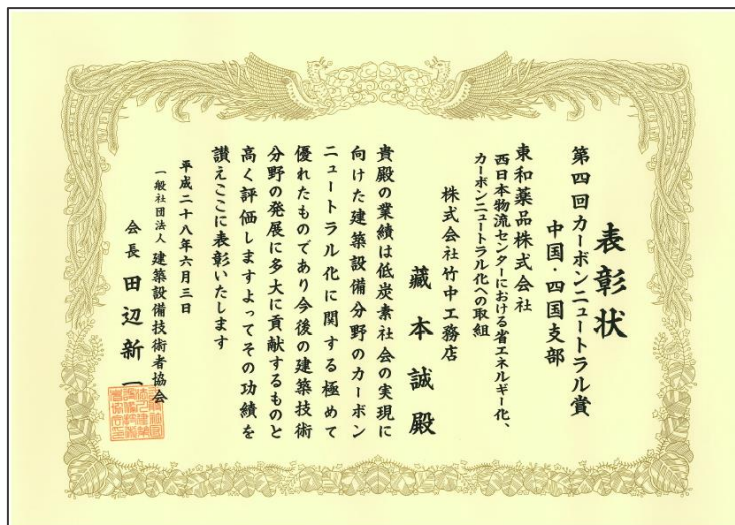 表彰状
第四回カーボンニュートラル賞
中国・四国支部
東和薬品株式会社
西日本物流センターにおける省エネルギー化、
カーボンニュートラル化への取組
株式会社竹中工務店
藏本誠殿
貴殿の業績は低炭素社会の実現に
向けた建築設備分野のカーボン
ニュートラル化に関する極めて
優れたものであり今後の建築技術
分野の発展に多大に貢献するものと
高く評価しますよってその功績を
讃えここに表彰いたします
平成二十八年六月三日
一般社団法人 建築設備技術者協会
会長 田辺新一